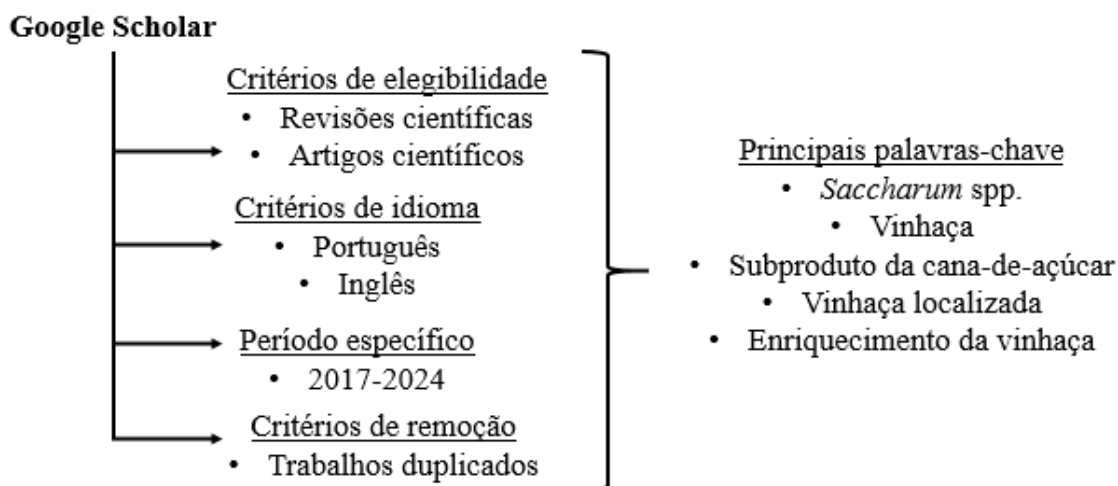 Google Scholar
Critérios de elegibilidade
• Revisões científicas
• Artigos científicos
Critérios de idioma
• Português
• Inglês
Período específico
• 2017-2024
Critérios de remoção
• Trabalhos duplicados
Principais palavras-chave
• Saccharum spp.
• Vinhaça
• Subproduto da cana-de-açúcar
• Vinhaça localizada
• Enriquecimento da vinhaça